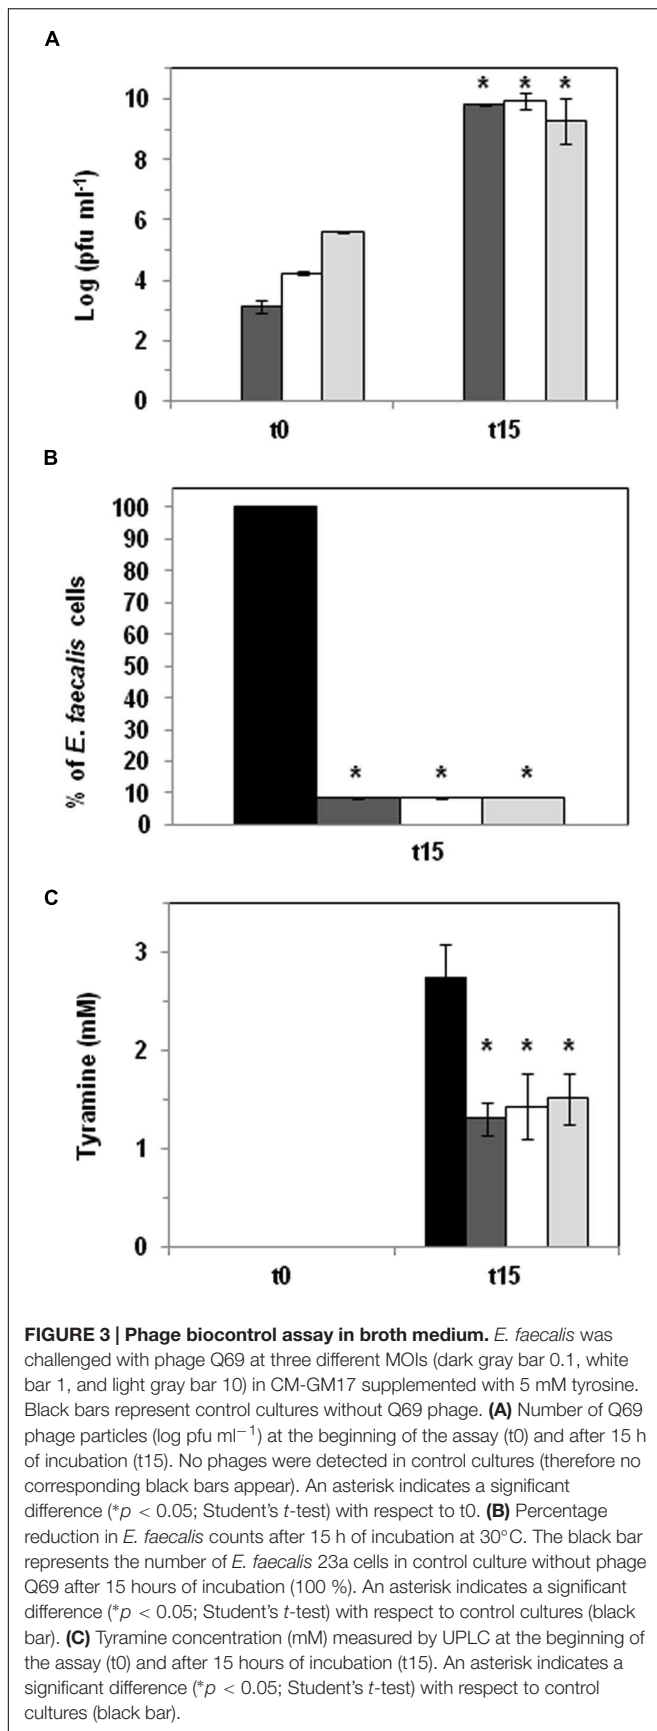 A
Log (pfu ml-1)
10
8
6
4
2
0
* * *
t0 t15
B
% of E. faecalis cells
100
90
80
70
60
50
40
30
20
10
0
* * *
t15
C
Tyramine (mM)
3
2
1
0
* * *
t0 t15
FIGURE 3 | Phage biocontrol assay in broth medium. E. faecalis was
challenged with phage Q69 at three different MOIs (dark gray bar 0.1, white
bar 1, and light gray bar 10) in CM-GM17 supplemented with 5 mM tyrosine.
Black bars represent control cultures without Q69 phage. (A) Number of Q69
phage particles (log pfu ml−1) at the beginning of the assay (t0) and after 15 h
of incubation (t15). No phages were detected in control cultures (therefore no
corresponding black bars appear). An asterisk indicates a significant
difference (*p < 0.05; Student's t-test) with respect to t0. (B) Percentage
reduction in E. faecalis counts after 15 h of incubation at 30°C. The black bar
represents the number of E. faecalis 23a cells in control culture without phage
Q69 after 15 hours of incubation (100 %). An asterisk indicates a significant
difference (*p < 0.05; Student's t-test) with respect to control cultures (black
bar). (C) Tyramine concentration (mM) measured by UPLC at the beginning of
the assay (t0) and after 15 hours of incubation (t15). An asterisk indicates a
significant difference (*p < 0.05; Student's t-test) with respect to control
cultures (black bar).